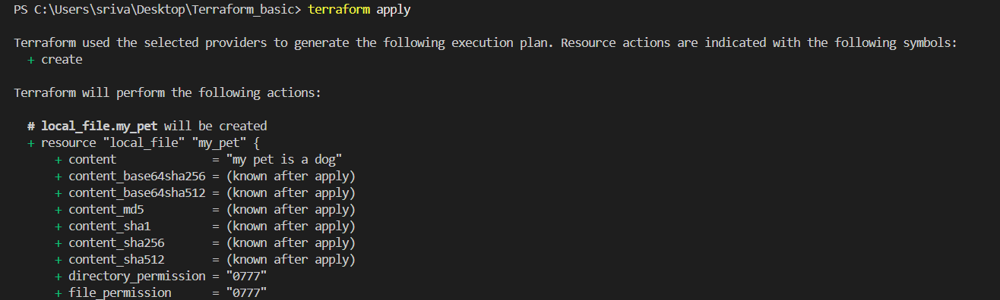 PS C:\Users\sriva\Desktop\Terraform_basic> terraform apply
Terraform used the selected providers to generate the following execution plan. Resource actions are indicated with the following symbols:
+ create
Terraform will perform the following actions:
# local_file.my_pet will be created
+ resource "local_file" "my_pet" {
+ content = "my pet is a dog"
+ content_base64sha256 = (known after apply)
+ content_base64sha512 = (known after apply)
+ content_md5 = (known after apply)
+ content_sha1 = (known after apply)
+ content_sha256 = (known after apply)
+ content_sha512 = (known after apply)
+ directory_permission = "0777"
+ file_permission = "0777"